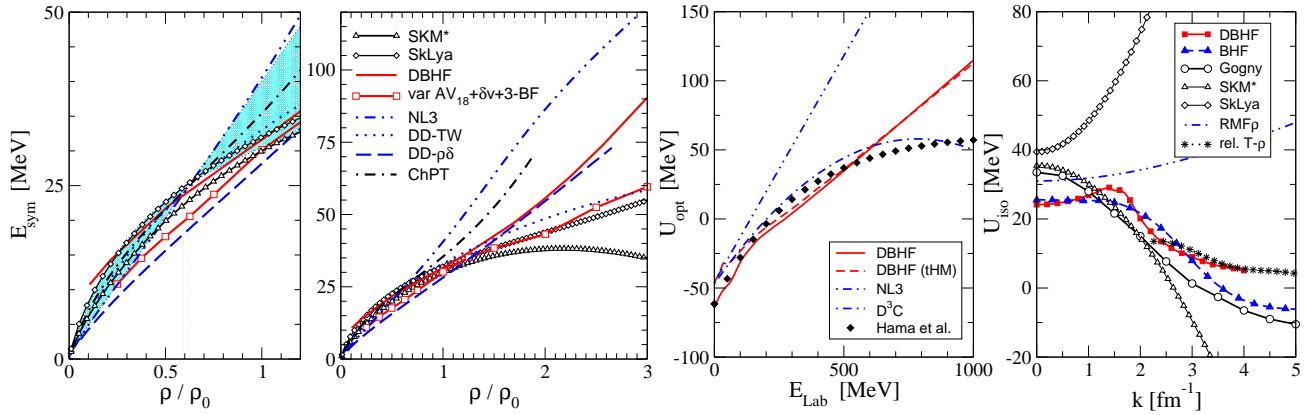 50
25
0
E_sym [MeV]
0
0.5
1
ρ / ρ_0
100
75
50
25
0
0
1
2
3
ρ / ρ_0
SKM*
SkLya
DBHF
var AV_18+δv+3-BF
NL3
DD-TW
DD-ρδ
ChPT
150
100
50
0
-50
-100
U_opt [MeV]
0
500
1000
E_Lab [MeV]
DBHF
DBHF (tHM)
NL3
D^3C
Hama et al.
80
60
40
20
0
-20
U_iso [MeV]
0
1
2
3
4
5
k [fm^-1]
DBHF
BHF
Gogny
SKM*
SkLya
RMFρ
rel. T-ρ